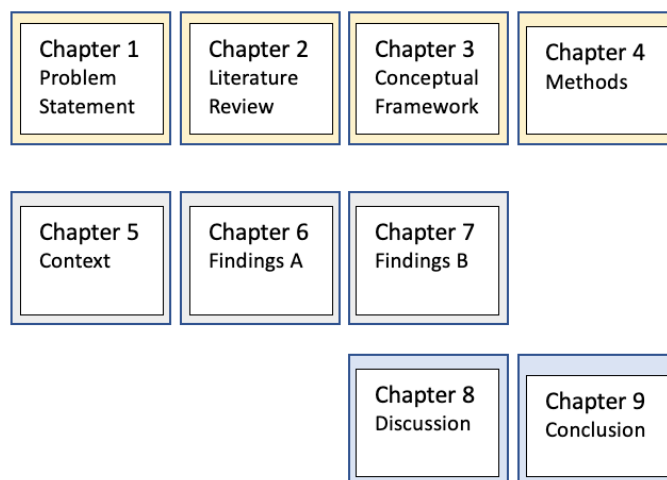 Chapter 1
Problem
Statement
Chapter 2
Literature
Review
Chapter 3
Conceptual
Framework
Chapter 4
Methods
Chapter 5
Context
Chapter 6
Findings A
Chapter 7
Findings B
Chapter 8
Discussion
Chapter 9
Conclusion